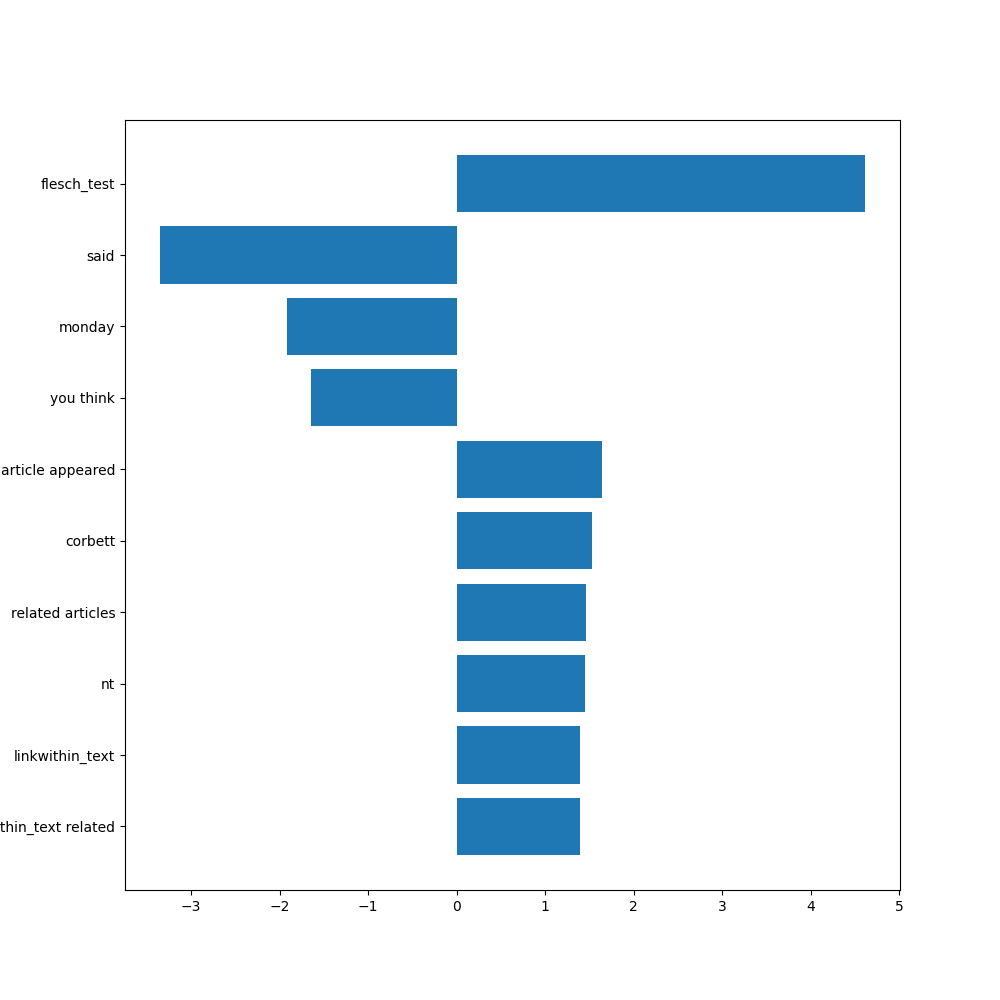 flesch_test
said
monday
you think
article appeared
corbett
related articles
nt
linkwithin_text
thin_text related
−3 −2 −1 0 1 2 3 4 5